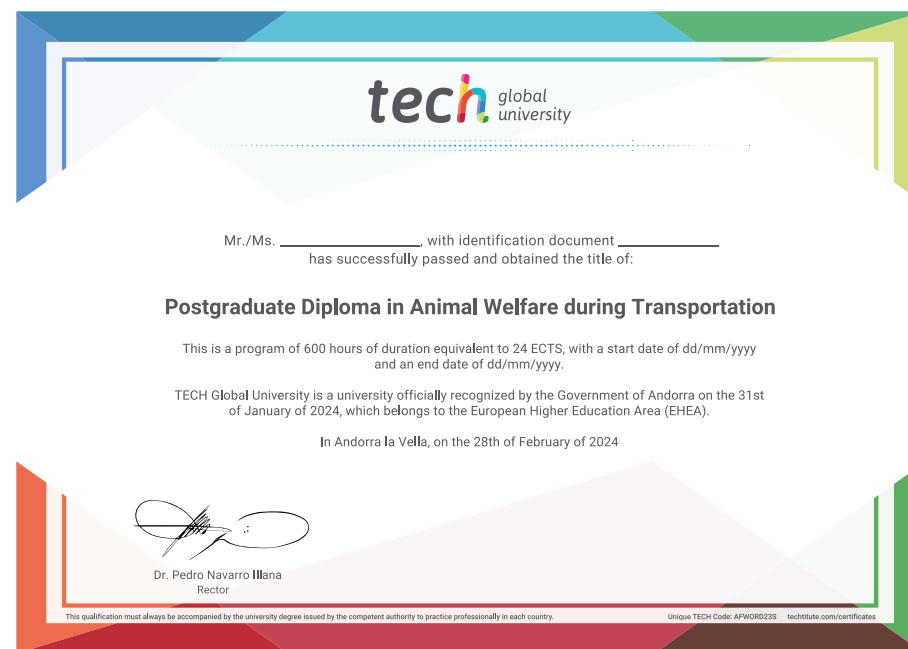 tech global university
Mr./Ms. ____________________, with identification document ______________
has successfully passed and obtained the title of:
Postgraduate Diploma in Animal Welfare during Transportation
This is a program of 600 hours of duration equivalent to 24 ECTS, with a start date of dd/mm/yyyy
and an end date of dd/mm/yyyy.
TECH Global University is a university officially recognized by the Government of Andorra on the 31st
of January of 2024, which belongs to the European Higher Education Area (EHEA).
In Andorra la Vella, on the 28th of February of 2024
Dr. Pedro Navarro Illana
Rector
This qualification must always be accompanied by the university degree issued by the competent authority to practice professionally in each country.
Unique TECH Code: AFWORD23S techtitute.com/certificates